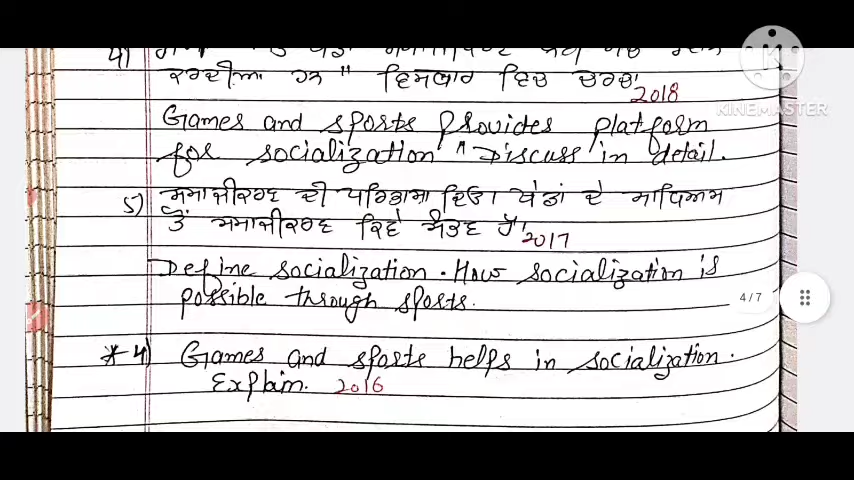 ਕਰਦੀਆਂ ਹਨ" ਵਿਸਥਾਰ ਵਿਚ ਚਰਚਾ
2018
Games and sports provides platform
for socialization" Discuss in detail.
5) ਸਮਾਜੀਕਰਣ ਦੀ ਪਰਿਭਾਸ਼ਾ ਦਿਓ। ਖੇਡਾਂ ਦੇ ਮਾਧਿਅਮ
ਤੋਂ ਸਮਾਜੀਕਰਣ ਕਿਵੇਂ ਸੰਭਵ ਹੈ। 2017
Define socialization. How socialization is
possible through sports.
*4) Games and sports helps in socialization.
Explain. 2016
KINEMASTER
4/7